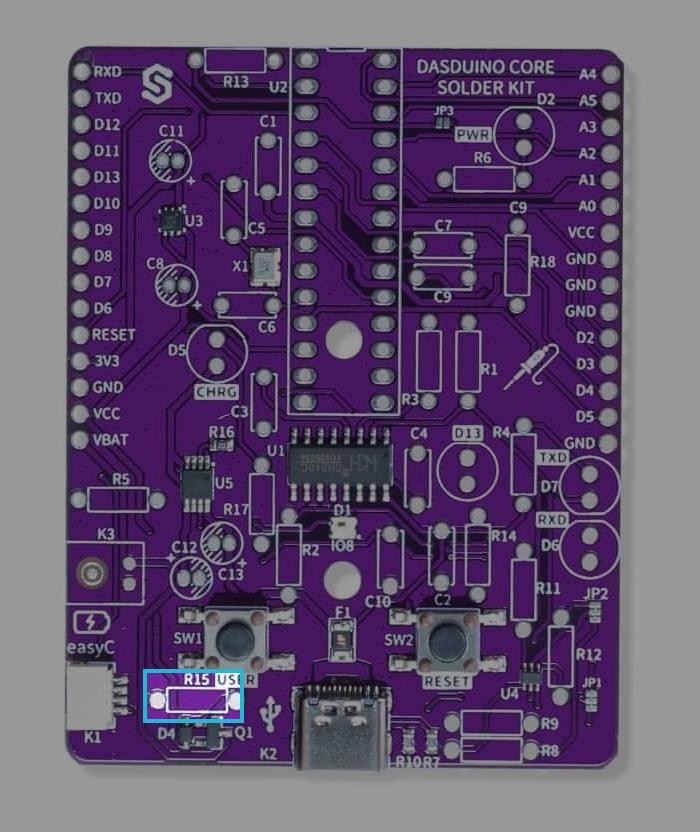 RXD
TXD
D12
D11
D13
D10
D9
D8
D7
D6
RESET
3V3
GND
VCC
VBAT
R13
U2
DASDUINO CORE
SOLDER KIT
A4
A5
A3
A2
A1
A0
VCC
GND
GND
GND
D2
D3
D4
D5
GND
JP3
D2
PWR
R6
C11
C1
U3
C5
X1
C8
C6
D5
CHRG
C7
C9
C9
R18
R3
R1
C3
R16
U1
CH340C
C4
D13
R4
TXD
D7
RXD
D6
R5
U5
R17
D1
IO8
R2
R14
K3
C12
C13
C10
C2
R11
JP2
F1
SW1
SW2
easyC
R15
USER
RESET
R12
U4
JP1
K1
D4
Q1
K2
R10
R7
R9
R8